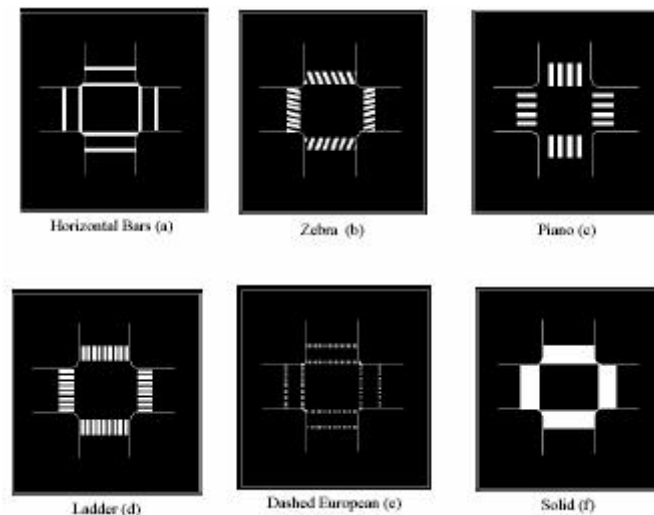 Horizontal Bars (a)
Zebra (b)
Piano (c)
Ladder (d)
Dashed European (e)
Solid (f)